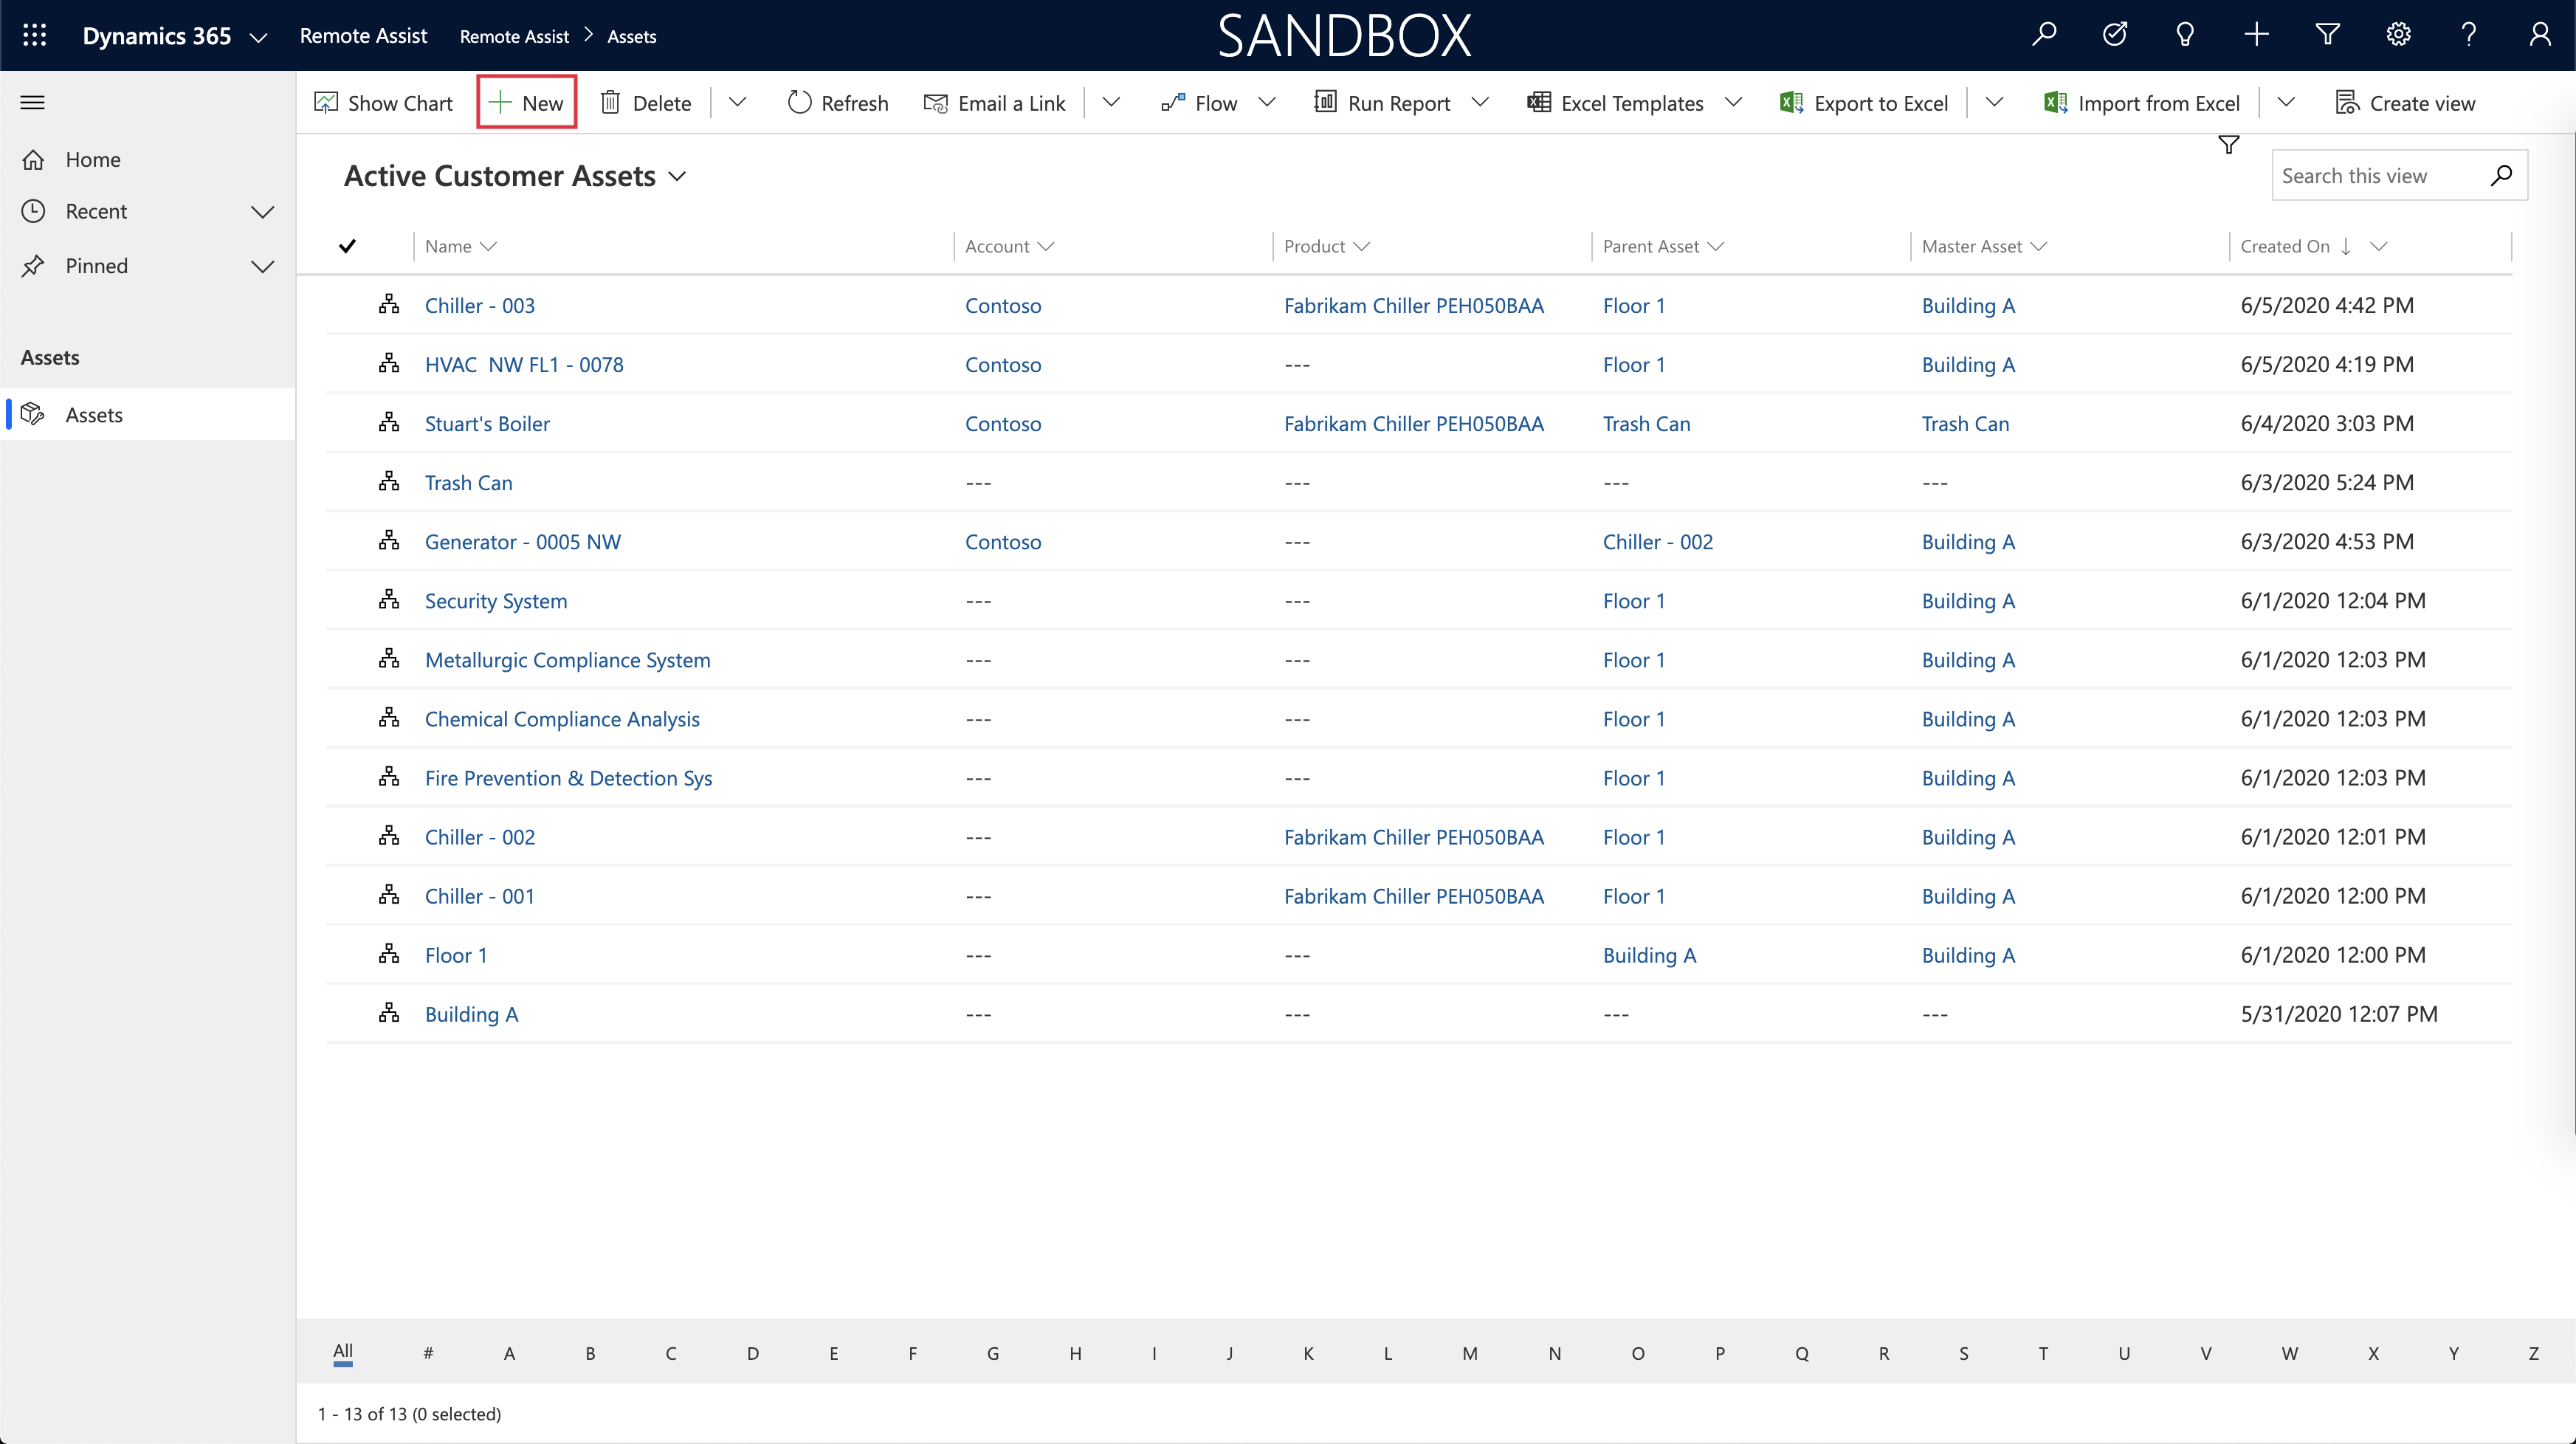 Dynamics 365 Remote Assist Remote Assist > Assets SANDBOX
Show Chart New Delete Refresh Email a Link Flow Run Report Excel Templates Export to Excel Import from Excel Create view
Home
Recent
Pinned
Assets
Assets
Active Customer Assets
Search this view
Name Account Product Parent Asset Master Asset Created On ↓
Chiller - 003 Contoso Fabrikam Chiller PEH050BAA Floor 1 Building A 6/5/2020 4:42 PM
HVAC  NW FL1 - 0078 Contoso --- Floor 1 Building A 6/5/2020 4:19 PM
Stuart's Boiler Contoso Fabrikam Chiller PEH050BAA Trash Can Trash Can 6/4/2020 3:03 PM
Trash Can --- --- --- --- 6/3/2020 5:24 PM
Generator - 0005 NW Contoso --- Chiller - 002 Building A 6/3/2020 4:53 PM
Security System --- --- Floor 1 Building A 6/1/2020 12:04 PM
Metallurgic Compliance System --- --- Floor 1 Building A 6/1/2020 12:03 PM
Chemical Compliance Analysis --- --- Floor 1 Building A 6/1/2020 12:03 PM
Fire Prevention & Detection Sys --- --- Floor 1 Building A 6/1/2020 12:03 PM
Chiller - 002 --- Fabrikam Chiller PEH050BAA Floor 1 Building A 6/1/2020 12:01 PM
Chiller - 001 --- Fabrikam Chiller PEH050BAA Floor 1 Building A 6/1/2020 12:00 PM
Floor 1 --- --- Building A Building A 6/1/2020 12:00 PM
Building A --- --- --- --- 5/31/2020 12:07 PM
All # A B C D E F G H I J K L M N O P Q R S T U V W X Y Z
1 - 13 of 13 (0 selected)